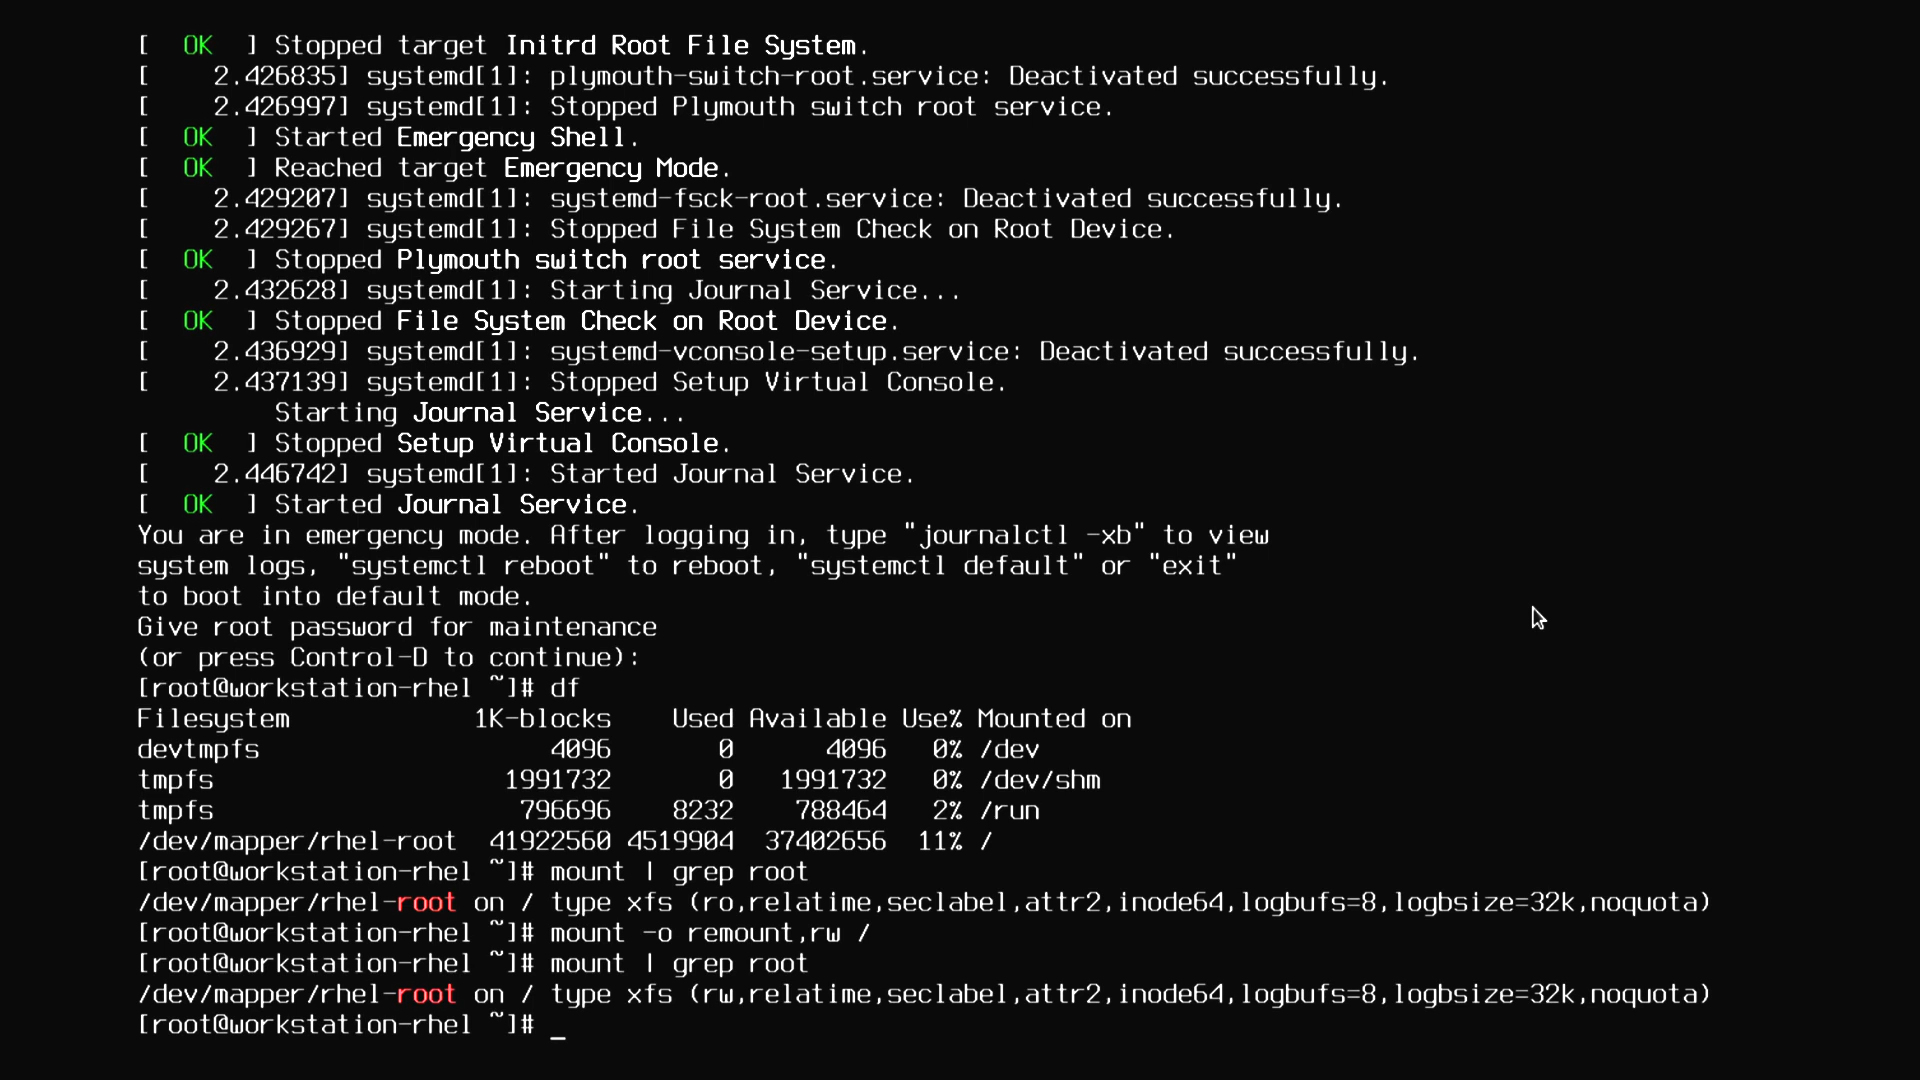 [  OK  ] Stopped target Initrd Root File System.
[    2.426835] systemd[1]: plymouth-switch-root.service: Deactivated successfully.
[    2.426997] systemd[1]: Stopped Plymouth switch root service.
[  OK  ] Started Emergency Shell.
[  OK  ] Reached target Emergency Mode.
[    2.429207] systemd[1]: systemd-fsck-root.service: Deactivated successfully.
[    2.429267] systemd[1]: Stopped File System Check on Root Device.
[  OK  ] Stopped Plymouth switch root service.
[    2.432628] systemd[1]: Starting Journal Service...
[  OK  ] Stopped File System Check on Root Device.
[    2.436929] systemd[1]: systemd-vconsole-setup.service: Deactivated successfully.
[    2.437139] systemd[1]: Stopped Setup Virtual Console.
         Starting Journal Service...
[  OK  ] Stopped Setup Virtual Console.
[    2.446742] systemd[1]: Started Journal Service.
[  OK  ] Started Journal Service.
You are in emergency mode. After logging in, type "journalctl -xb" to view
system logs, "systemctl reboot" to reboot, "systemctl default" or "exit"
to boot into default mode.
Give root password for maintenance
(or press Control-D to continue):
[root@workstation-rhel ~]# df
Filesystem            1K-blocks    Used Available Use% Mounted on
devtmpfs                   4096       0      4096   0% /dev
tmpfs                   1991732       0   1991732   0% /dev/shm
tmpfs                    796696    8232    788464   2% /run
/dev/mapper/rhel-root  41922560 4519904  37402656  11% /
[root@workstation-rhel ~]# mount | grep root
/dev/mapper/rhel-root on / type xfs (ro,relatime,seclabel,attr2,inode64,logbufs=8,logbsize=32k,noquota)
[root@workstation-rhel ~]# mount -o remount,rw /
[root@workstation-rhel ~]# mount | grep root
/dev/mapper/rhel-root on / type xfs (rw,relatime,seclabel,attr2,inode64,logbufs=8,logbsize=32k,noquota)
[root@workstation-rhel ~]# _